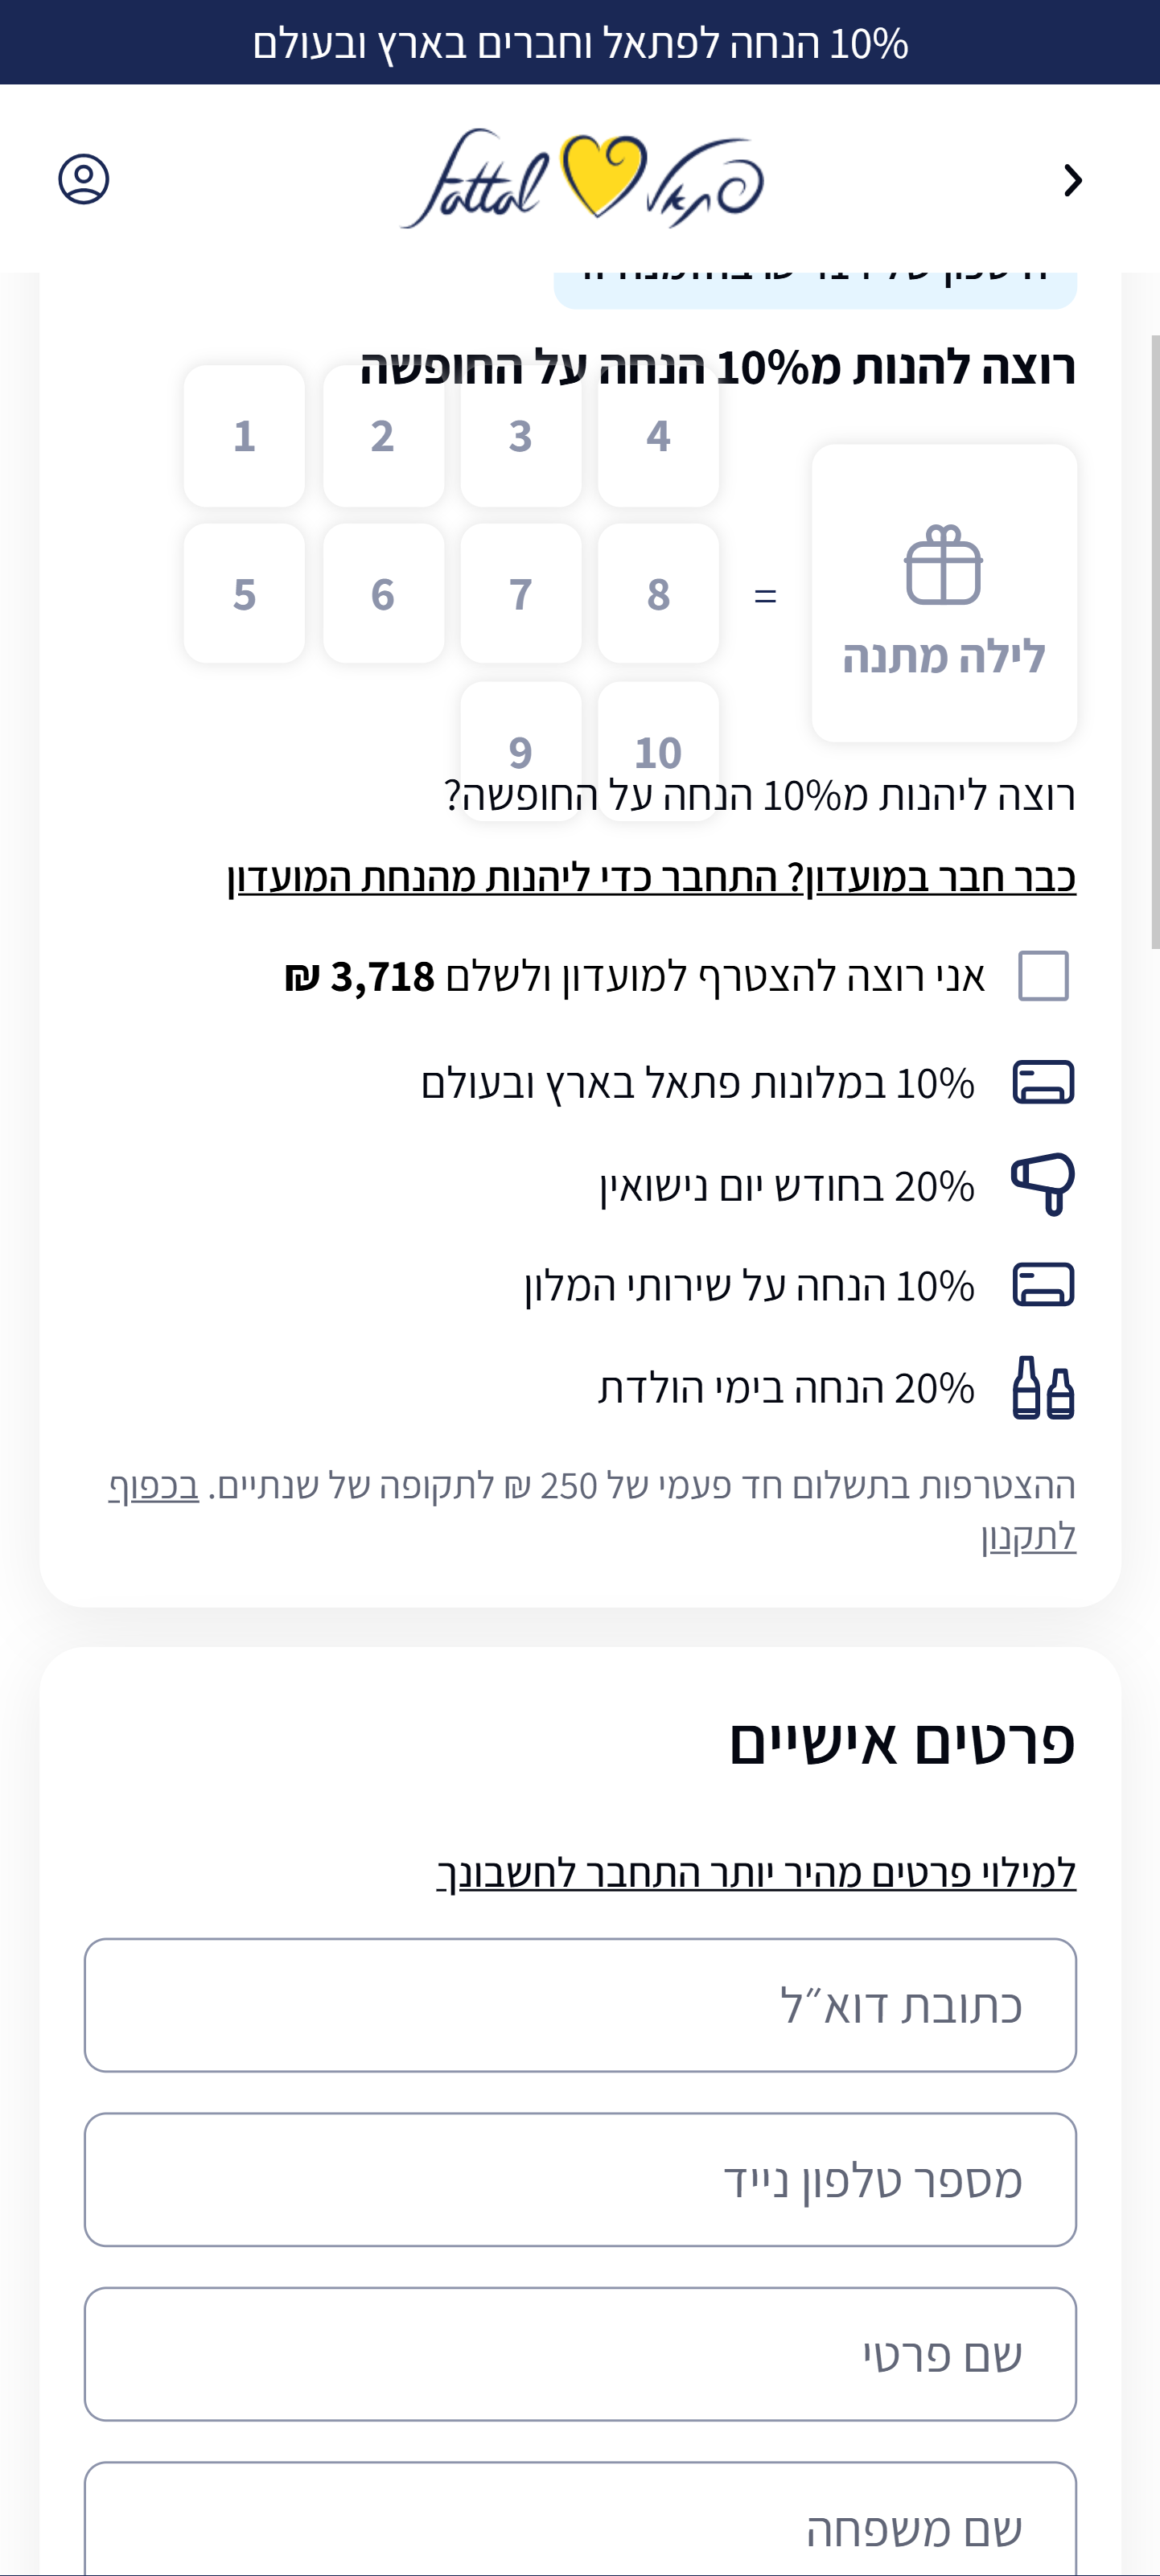 10% הנחה לפתאל וחברים בארץ ובעולם
fattal פתאל
רוצה להנות מ10% הנחה על החופשה
1 2 3 4
5 6 7 8
=
לילה מתנה
9 10
רוצה ליהנות מ10% הנחה על החופשה?
כבר חבר במועדון? התחבר כדי ליהנות מהנחת המועדון
אני רוצה להצטרף למועדון ולשלם 3,718 ₪
10% במלונות פתאל בארץ ובעולם
20% בחודש יום נישואין
10% הנחה על שירותי המלון
20% הנחה בימי הולדת
ההצטרפות בתשלום חד פעמי של 250 ₪ לתקופה של שנתיים. בכפוף
לתקנון
פרטים אישיים
למילוי פרטים מהיר יותר התחבר לחשבונך
כתובת דוא״ל
מספר טלפון נייד
שם פרטי
שם משפחה